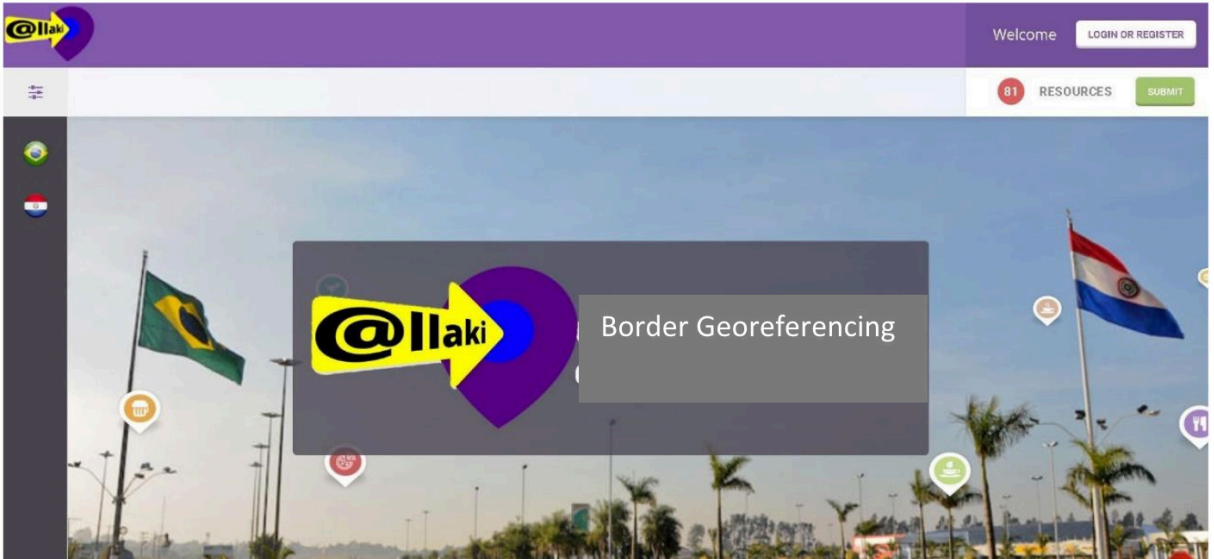 @llaki
Welcome
LOGIN OR REGISTER
81 RESOURCES
SUBMIT
@llaki
Border Georeferencing